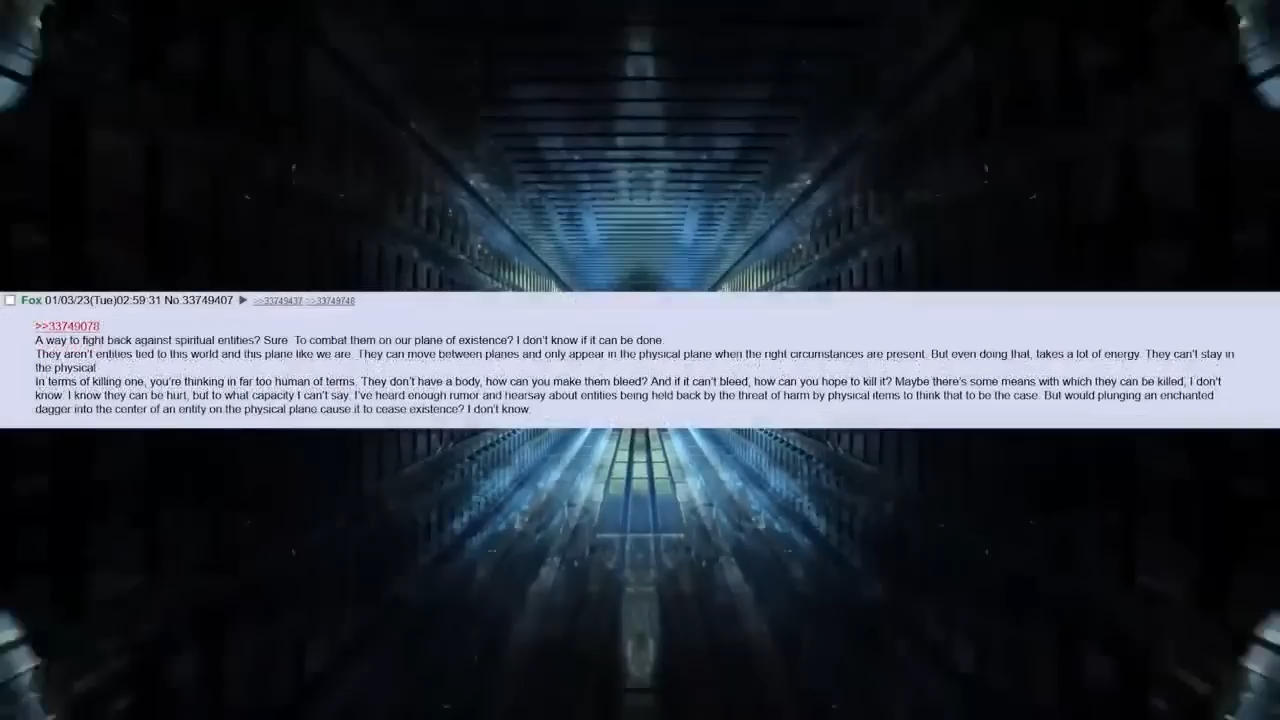 Fox 01/03/23(Tue)02:59:31 No.33749407 ▶ >>33749437 >>33749748
>>33749078
A way to fight back against spiritual entities? Sure. To combat them on our plane of existence? I don't know if it can be done.
They aren't entities tied to this world and this plane like we are. They can move between planes and only appear in the physical plane when the right circumstances are present. But even doing that, takes a lot of energy. They can't stay in
the physical.
In terms of killing one, you're thinking in far too human of terms. They don't have a body, how can you make them bleed? And if it can't bleed, how can you hope to kill it? Maybe there's some means with which they can be killed, I don't
know. I know they can be hurt, but to what capacity I can't say. I've heard enough rumor and hearsay about entities being held back by the threat of harm by physical items to think that to be the case. But would plunging an enchanted
dagger into the center of an entity on the physical plane cause it to cease existence? I don't know.